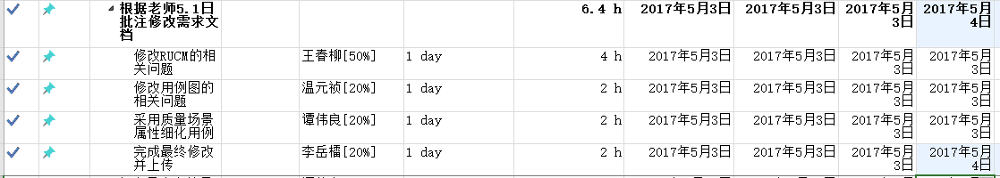 根据老师5.1日 6.4 h 2017年5月3日 2017年5月3日 2017年5月 2017年5月
批注修改需求文 3日 4日
档
修改RUCM的相 王春柳[50%] 1 day 4 h 2017年5月3日 2017年5月3日 2017年5月 2017年5月
关问题 3日 3日
修改用例图的 温元祯[20%] 1 day 2 h 2017年5月3日 2017年5月3日 2017年5月 2017年5月
相关问题 3日 3日
采用质量场景 谭伟良[20%] 1 day 2 h 2017年5月3日 2017年5月3日 2017年5月 2017年5月
属性细化用例 3日 3日
完成最终修改 李岳檑[20%] 1 day 2 h 2017年5月3日 2017年5月3日 2017年5月 2017年5月
并上传 3日 4日